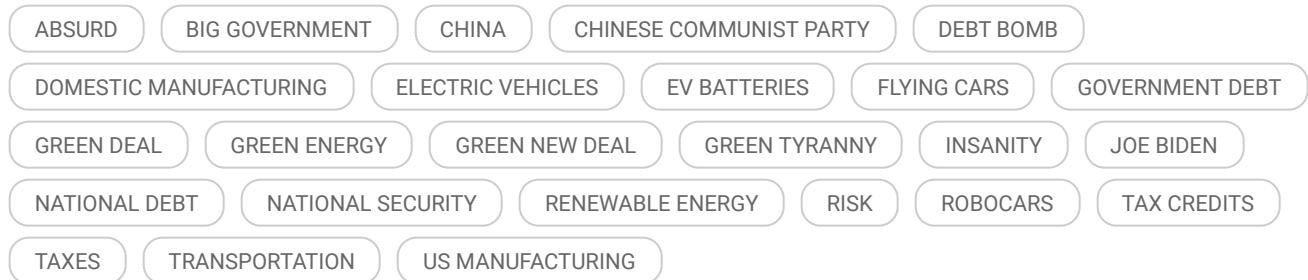 ABSURD BIG GOVERNMENT CHINA CHINESE COMMUNIST PARTY DEBT BOMB
DOMESTIC MANUFACTURING ELECTRIC VEHICLES EV BATTERIES FLYING CARS GOVERNMENT DEBT
GREEN DEAL GREEN ENERGY GREEN NEW DEAL GREEN TYRANNY INSANITY JOE BIDEN
NATIONAL DEBT NATIONAL SECURITY RENEWABLE ENERGY RISK ROBOCARS TAX CREDITS
TAXES TRANSPORTATION US MANUFACTURING